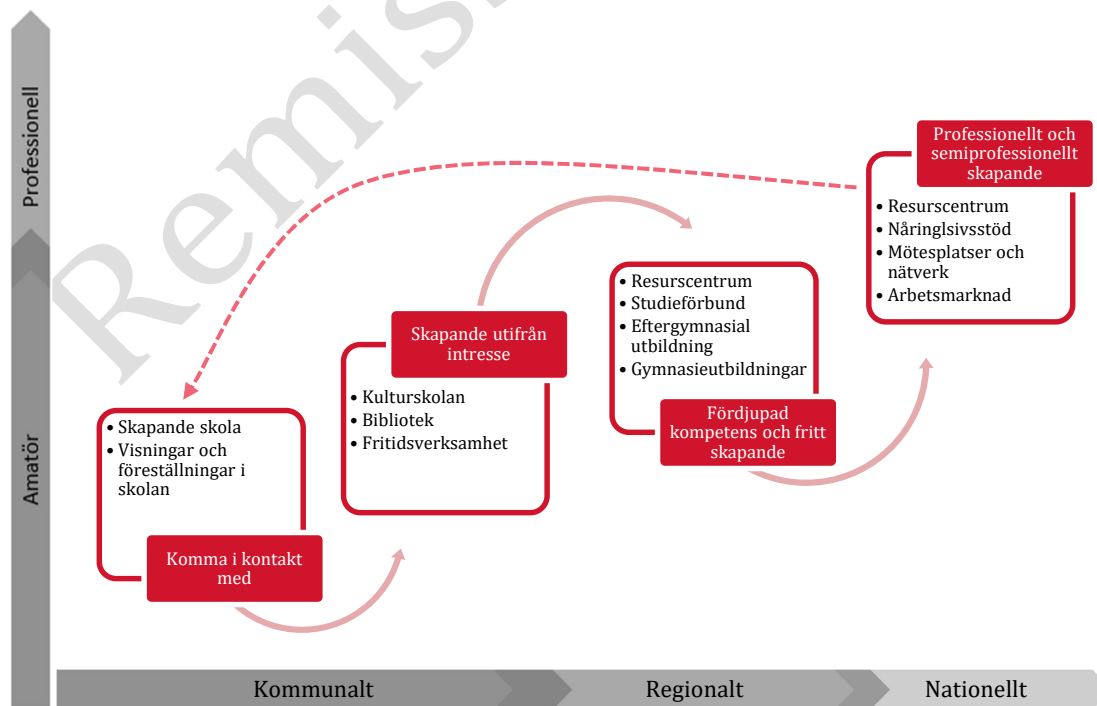 Remis
Professionell
Amatör
Professionellt och
semiprofessionellt
skapande
• Resurscentrum
• Nåringlsivsstöd
• Mötesplatser och
nätverk
• Arbetsmarknad
• Resurscentrum
• Studieförbund
• Eftergymnasial
utbildning
• Gymnasieutbildningar
Fördjupad
kompetens och fritt
skapande
Skapande utifrån
intresse
• Kulturskolan
• Bibliotek
• Fritidsverksamhet
• Skapande skola
• Visningar och
föreställningar i
skolan
Komma i kontakt
med
Kommunalt
Regionalt
Nationellt